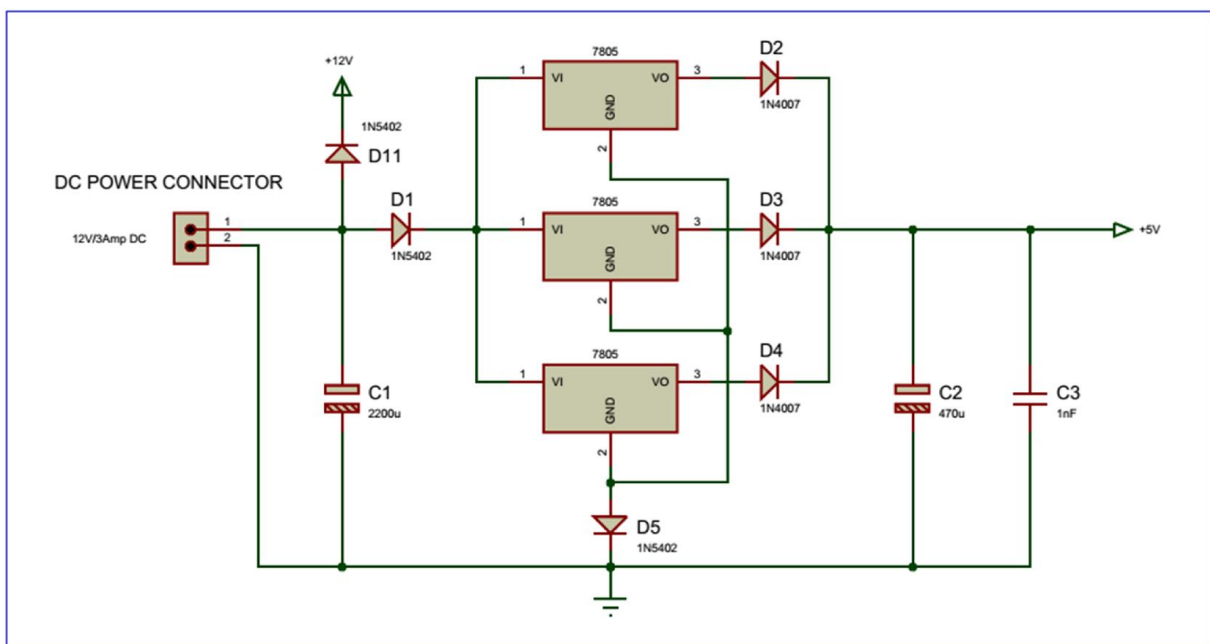 +12V
1N5402
D11
DC POWER CONNECTOR
12V/3Amp DC
1
2
D1
1N5402
C1
2200u
7805
1
VI
VO
3
GND
2
D2
1N4007
7805
1
VI
VO
3
GND
2
D3
1N4007
7805
1
VI
VO
3
GND
2
D4
1N4007
D5
1N5402
C2
470u
C3
1nF
+5V